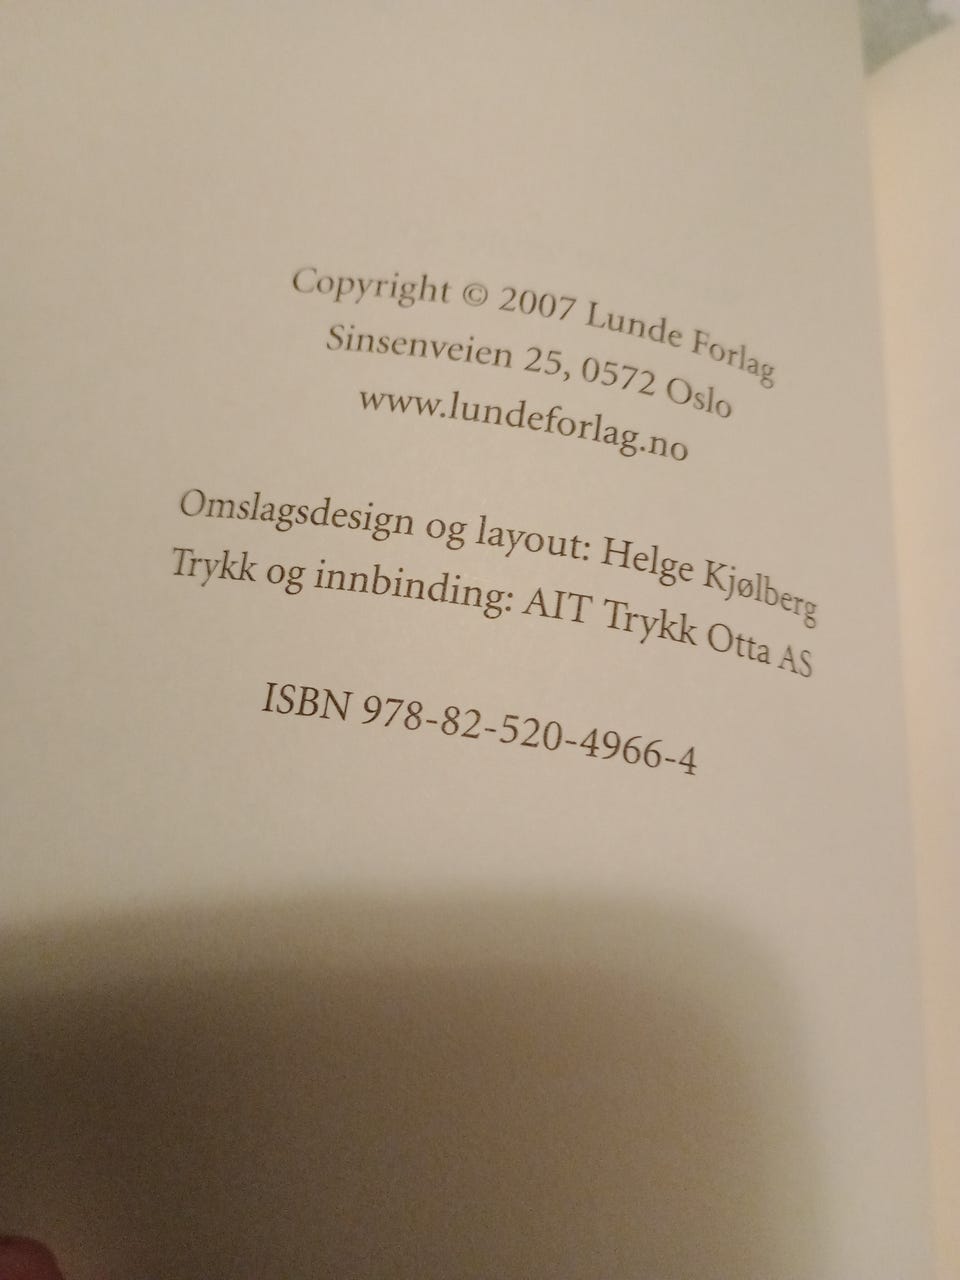 Copyright © 2007 Lunde Forlag
Sinsenveien 25, 0572 Oslo
www.lundeforlag.no
Omslagsdesign og layout: Helge Kjølberg
Trykk og innbinding: AIT Trykk Otta AS
ISBN 978-82-520-4966-4